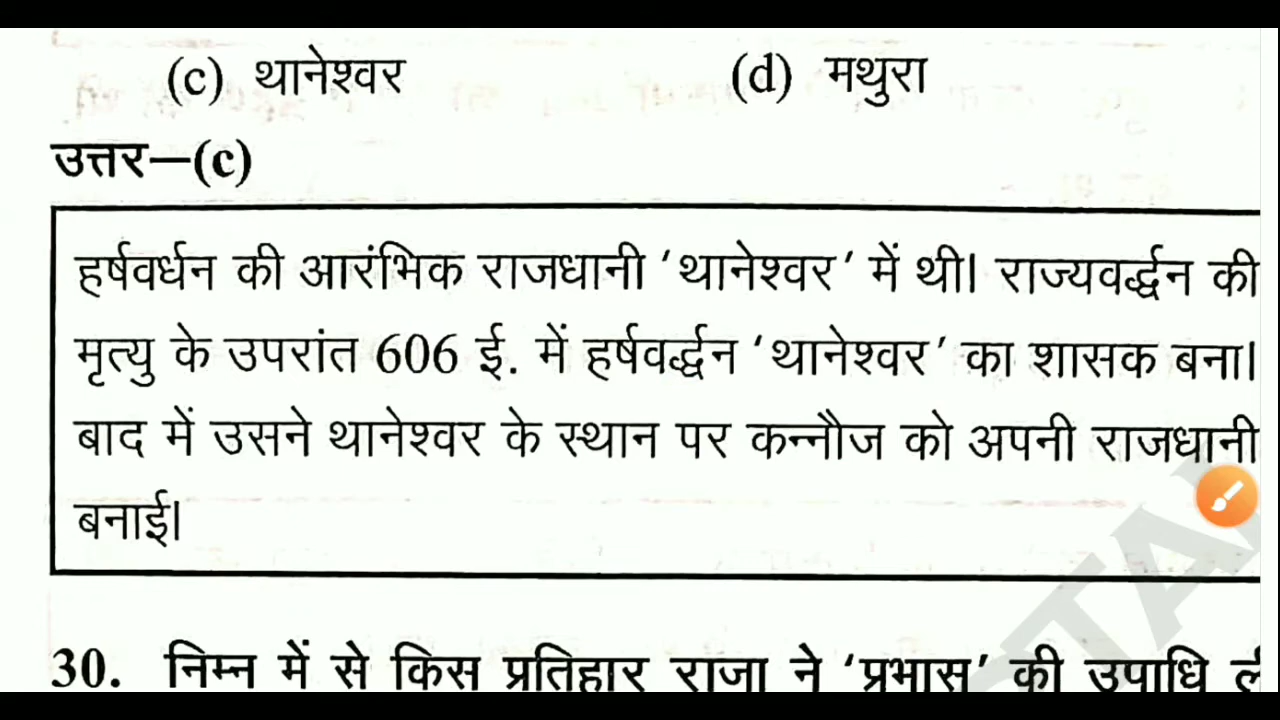 (c) थानेश्वर (d) मथुरा
उत्तर—(c)
हर्षवर्धन की आरंभिक राजधानी 'थानेश्वर' में थी। राज्यवर्द्धन की
मृत्यु के उपरांत 606 ई. में हर्षवर्द्धन 'थानेश्वर' का शासक बना।
बाद में उसने थानेश्वर के स्थान पर कन्नौज को अपनी राजधानी
बनाई।
30. निम्न में से किस प्रतिहार राजा ने 'प्रभास' की उपाधि